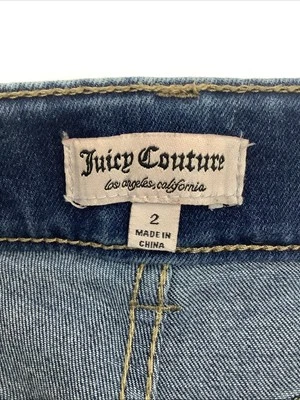 Juicy Couture
los angeles, california
2
MADE IN
CHINA